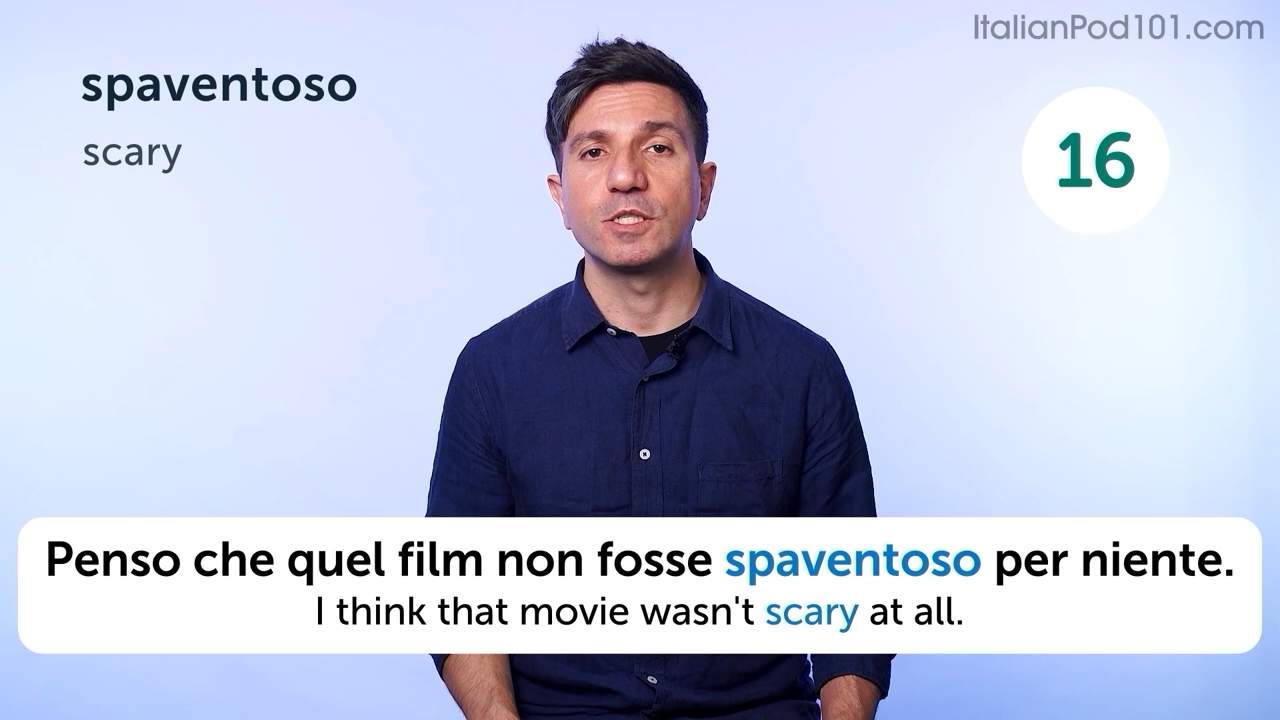 ItalianPod101.com
spaventoso
scary
16
Penso che quel film non fosse spaventoso per niente.
I think that movie wasn't scary at all.